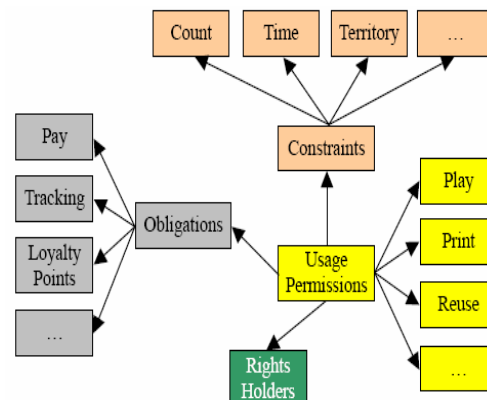 Count
Time
Territory
...
Constraints
Pay
Tracking
Loyalty
Points
...
Obligations
Usage
Permissions
Play
Print
Reuse
...
Rights
Holders